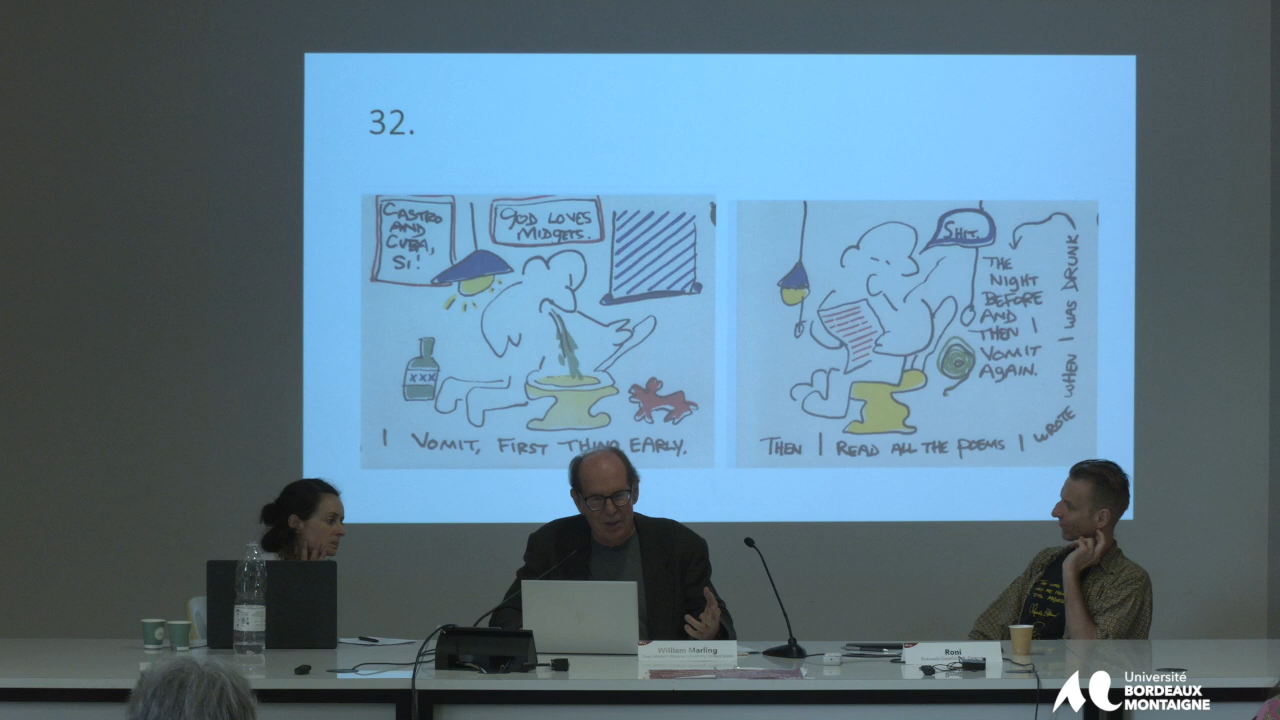 32.
CASTRO
AND
CUBA,
SI!
GOD LOVES
MIDGETS.
XXX
I VOMIT, FIRST THING EARLY.
SHIT.
THE
NIGHT
BEFORE
AND
THEN I
VOMIT
AGAIN.
THEN I READ ALL THE POEMS I WROTE WHEN I WAS DRUNK
William Marling
Roni
Université
BORDEAUX
MONTAIGNE